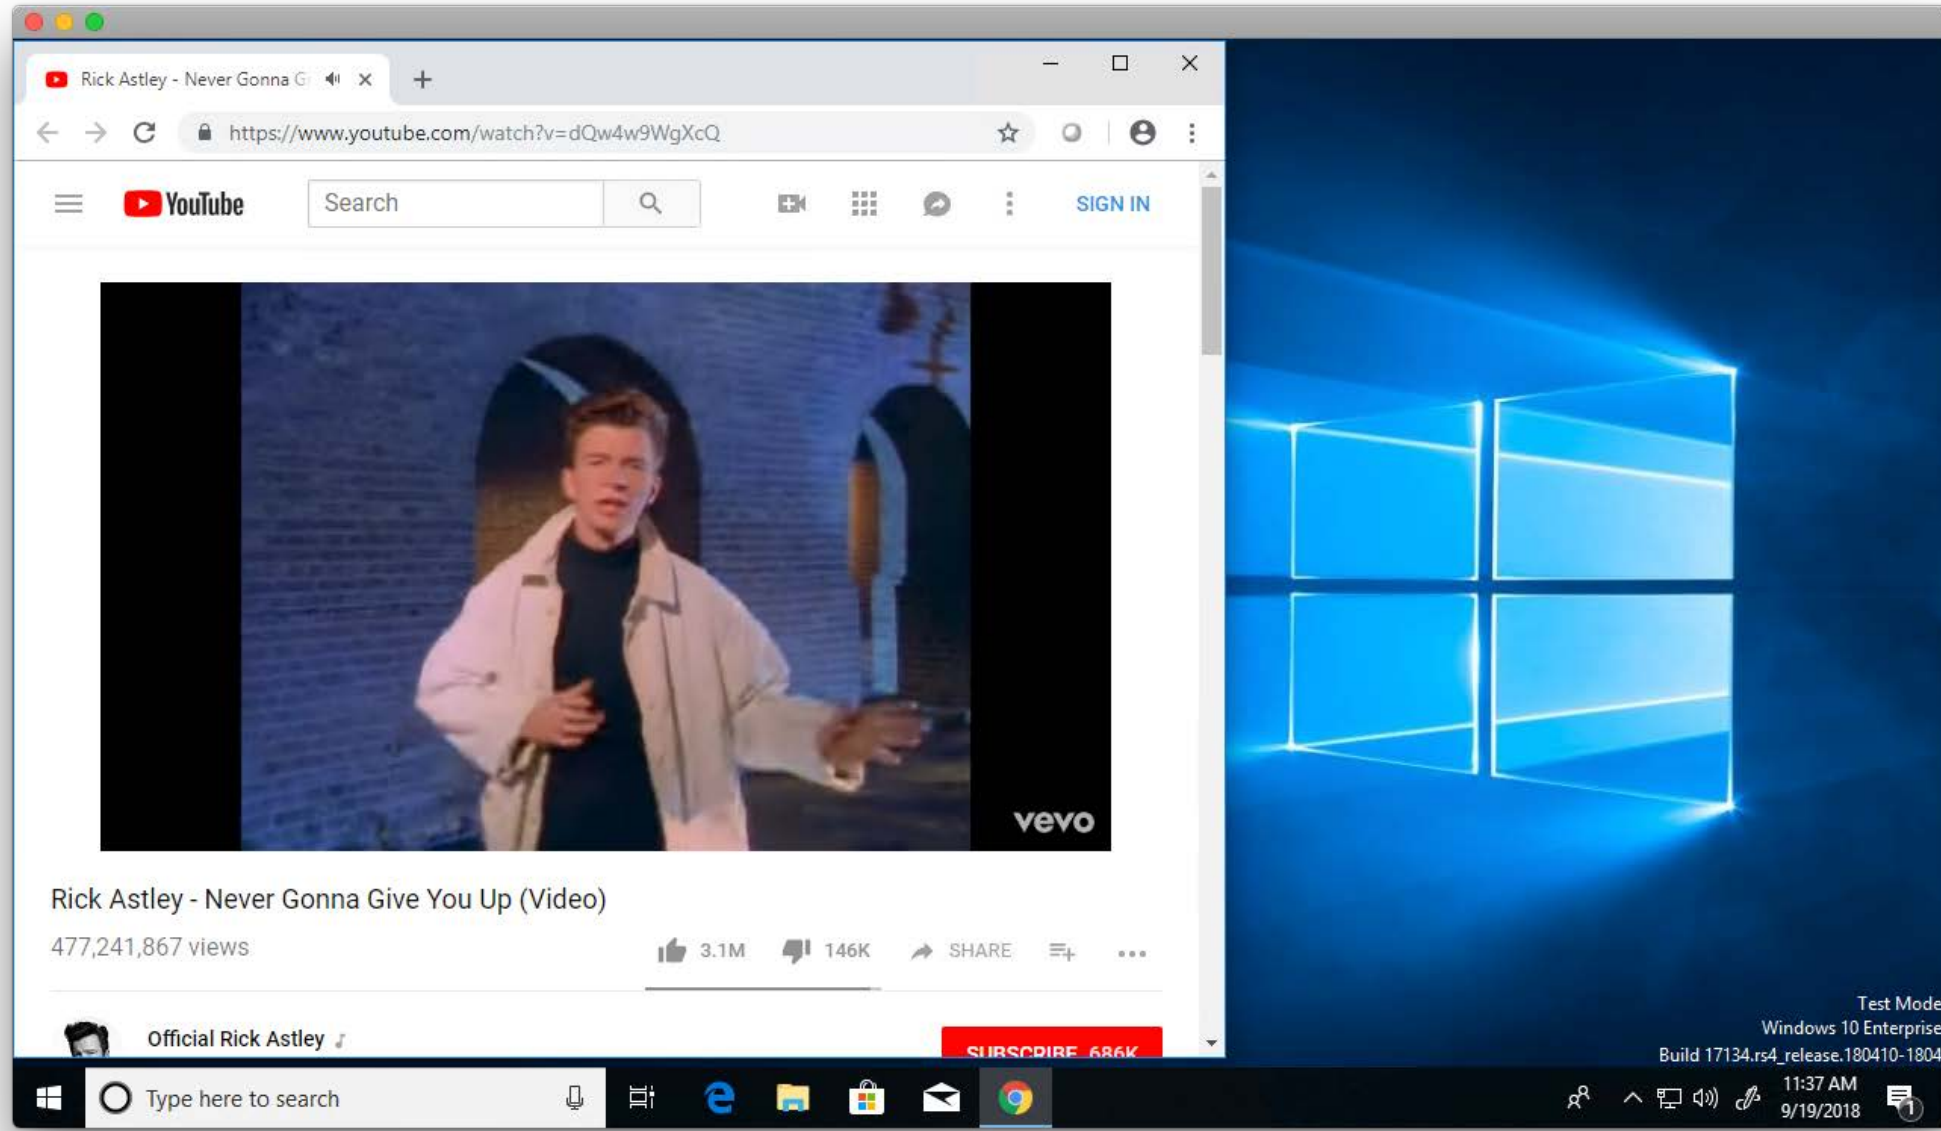 Rick Astley - Never Gonna G
https://www.youtube.com/watch?v=dQw4w9WgXcQ
YouTube
Search
SIGN IN
vevo
Rick Astley - Never Gonna Give You Up (Video)
477,241,867 views
3.1M
146K
SHARE
Official Rick Astley
SUBSCRIBE 686K
Test Mode
Windows 10 Enterprise
Build 17134.rs4_release.180410-1804
Type here to search
11:37 AM
9/19/2018
1